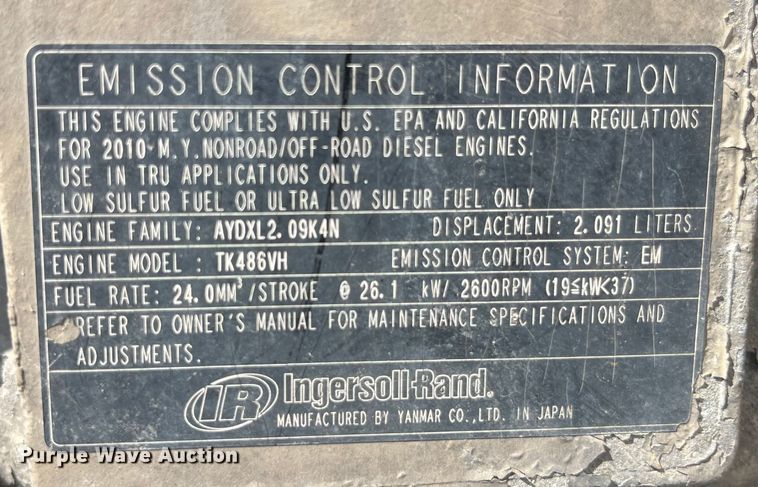 EMISSION CONTROL INFORMATION
THIS ENGINE COMPLIES WITH U.S. EPA AND CALIFORNIA REGULATIONS
FOR 2010 M.Y.NONROAD/OFF-ROAD DIESEL ENGINES.
USE IN TRU APPLICATIONS ONLY.
LOW SULFUR FUEL OR ULTRA LOW SULFUR FUEL ONLY
ENGINE FAMILY: AYDXL2.09K4N DISPLACEMENT: 2.091 LITERS
ENGINE MODEL : TK486VH EMISSION CONTROL SYSTEM: EM
FUEL RATE: 24.0MM³/STROKE @ 26.1 kW/ 2600RPM (19≦kW<37)
REFER TO OWNER'S MANUAL FOR MAINTENANCE SPECIFICATIONS AND
ADJUSTMENTS.
IR Ingersoll-Rand®
MANUFACTURED BY YANMAR CO.,LTD. IN JAPAN
Purple Wave Auction